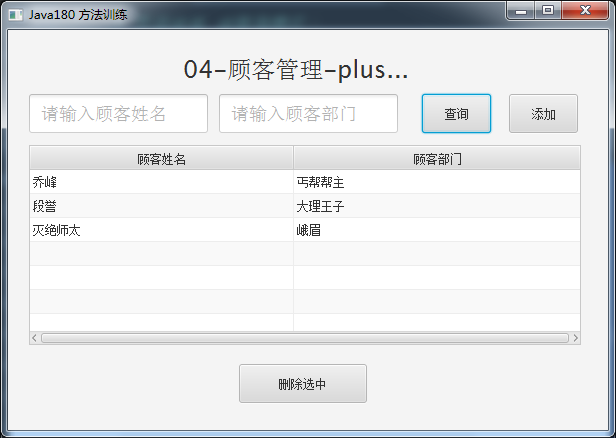 Java180 方法训练
04-顾客管理-plus...
请输入顾客姓名 请输入顾客部门 查询 添加
顾客姓名 顾客部门
乔峰 丐帮帮主
段誉 大理王子
灭绝师太 峨眉
删除选中